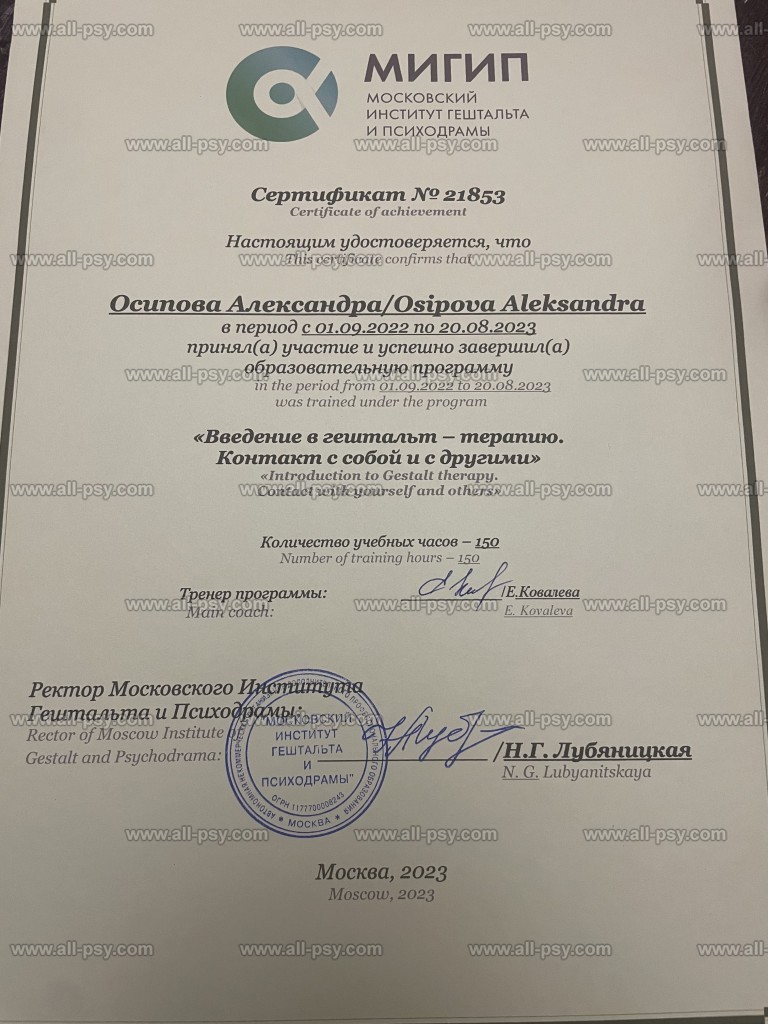 МИГИП
МОСКОВСКИЙ
ИНСТИТУТ ГЕШТАЛЬТА
И ПСИХОДРАМЫ
Сертификат № 21853
Certificate of achievement
Настоящим удостоверяется, что
This certificate confirms that
Осипова Александра/Osipova Aleksandra
в период с 01.09.2022 по 20.08.2023
принял(а) участие и успешно завершил(а)
образовательную программу
in the period from 01.09.2022 to 20.08.2023
was trained under the program
«Введение в гештальт – терапию.
Контакт с собой и с другими»
«Introduction to Gestalt therapy.
Contact with yourself and others».
Количество учебных часов – 150
Number of training hours – 150
Тренер программы: /Е.Ковалева
Main coach: E. Kovaleva
Ректор Московского Института
Гештальта и Психодрамы:
Rector of Moscow Institute of
Gestalt and Psychodrama: /Н.Г. Лубяницкая
N. G. Lubyanitskaya
"МОСКОВСКИЙ
ИНСТИТУТ
ГЕШТАЛЬТА
И
ПСИХОДРАМЫ"
ОГРН 1177700008243
* МОСКВА *
Москва, 2023
Moscow, 2023
www.all-psy.com